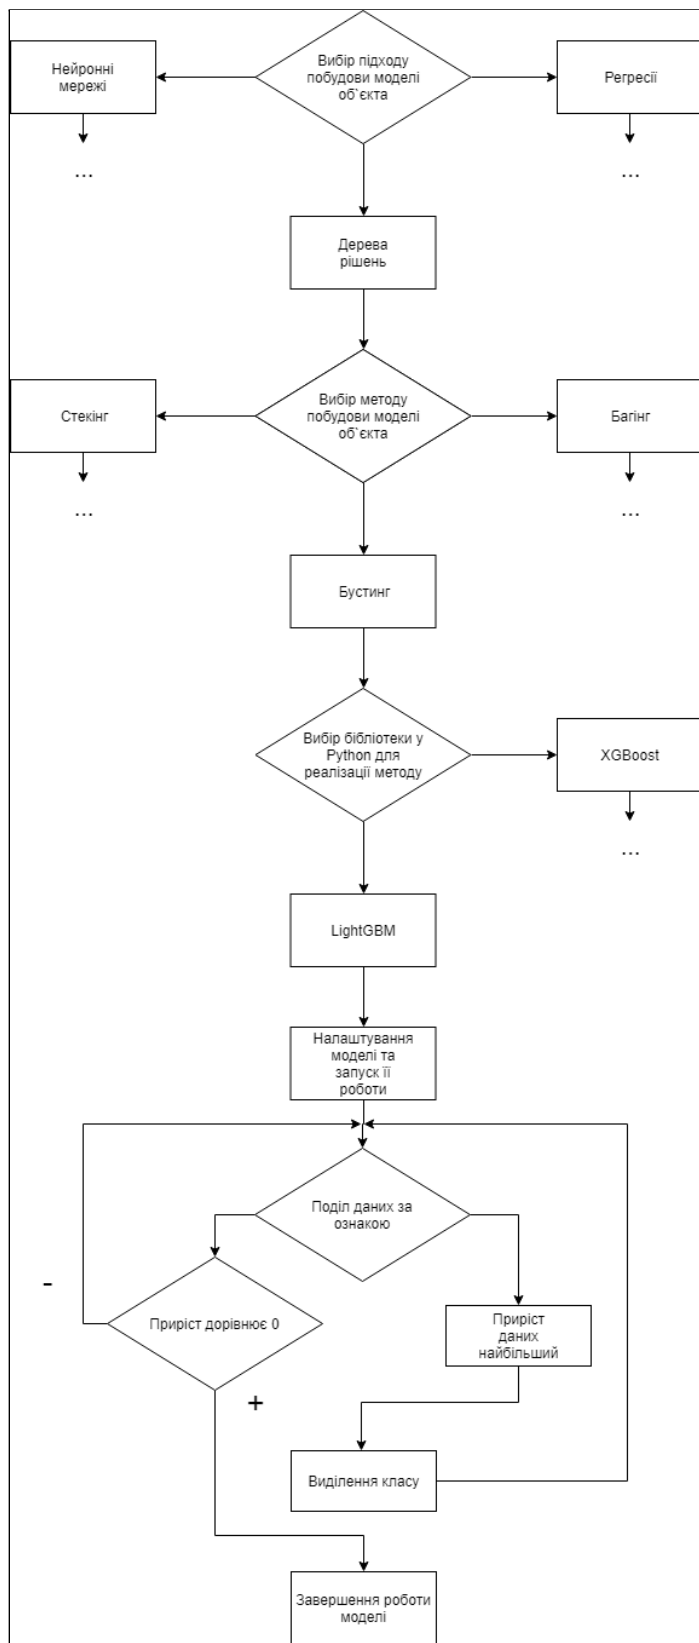 Вибір підходу
побудови моделі
об`єкта
Нейронні
мережі
Регресії
...
...
Дерева
рішень
Вибір методу
побудови моделі
об`єкта
Стекінг
Багінг
...
...
Бустинг
Вибір бібліотеки у
Python для
реалізації методу
XGBoost
...
LightGBM
Налаштування
моделі та
запуск її
роботи
Поділ даних за
ознакою
-
Приріст дорівнює 0
Приріст
даних
найбільший
+
Виділення класу
Завершення роботи
моделі